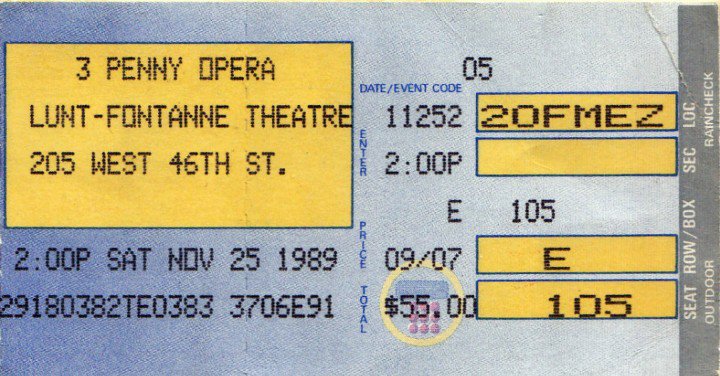 3 PENNY OPERA
LUNT-FONTANNE THEATRE
205 WEST 46TH ST.
2:00P SAT NOV 25 1989
29180382TE0383 3706E91
05
DATE/EVENT CODE
11252
2:00P
E 105
09/07
$55.00
ENTER
PRICE
TOTAL
20FMEZ
E
105
LOC
SEC
ROW/BOX
SEAT
RAINCHECK
OUTDOOR